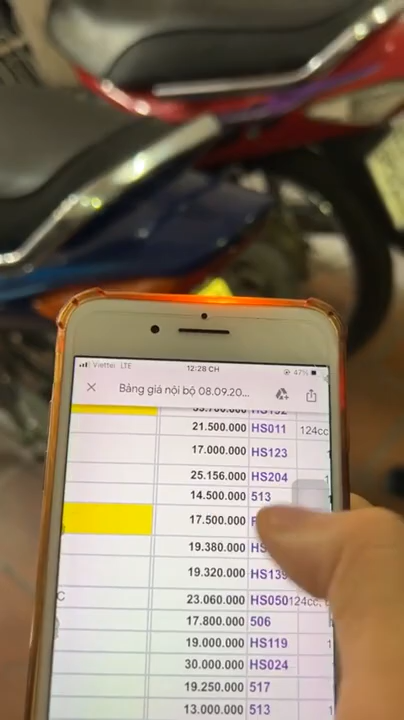 Viettel LTE 12:28 CH 47%
Bảng giá nội bộ 08.09.20...
21.500.000 HS011 124cc
17.000.000 HS123
25.156.000 HS204
14.500.000 513
17.500.000
19.380.000
19.320.000 HS139
23.060.000 HS050 124cc,
17.800.000 506
19.000.000 HS119
30.000.000 HS024
19.250.000 517
13.000.000 513